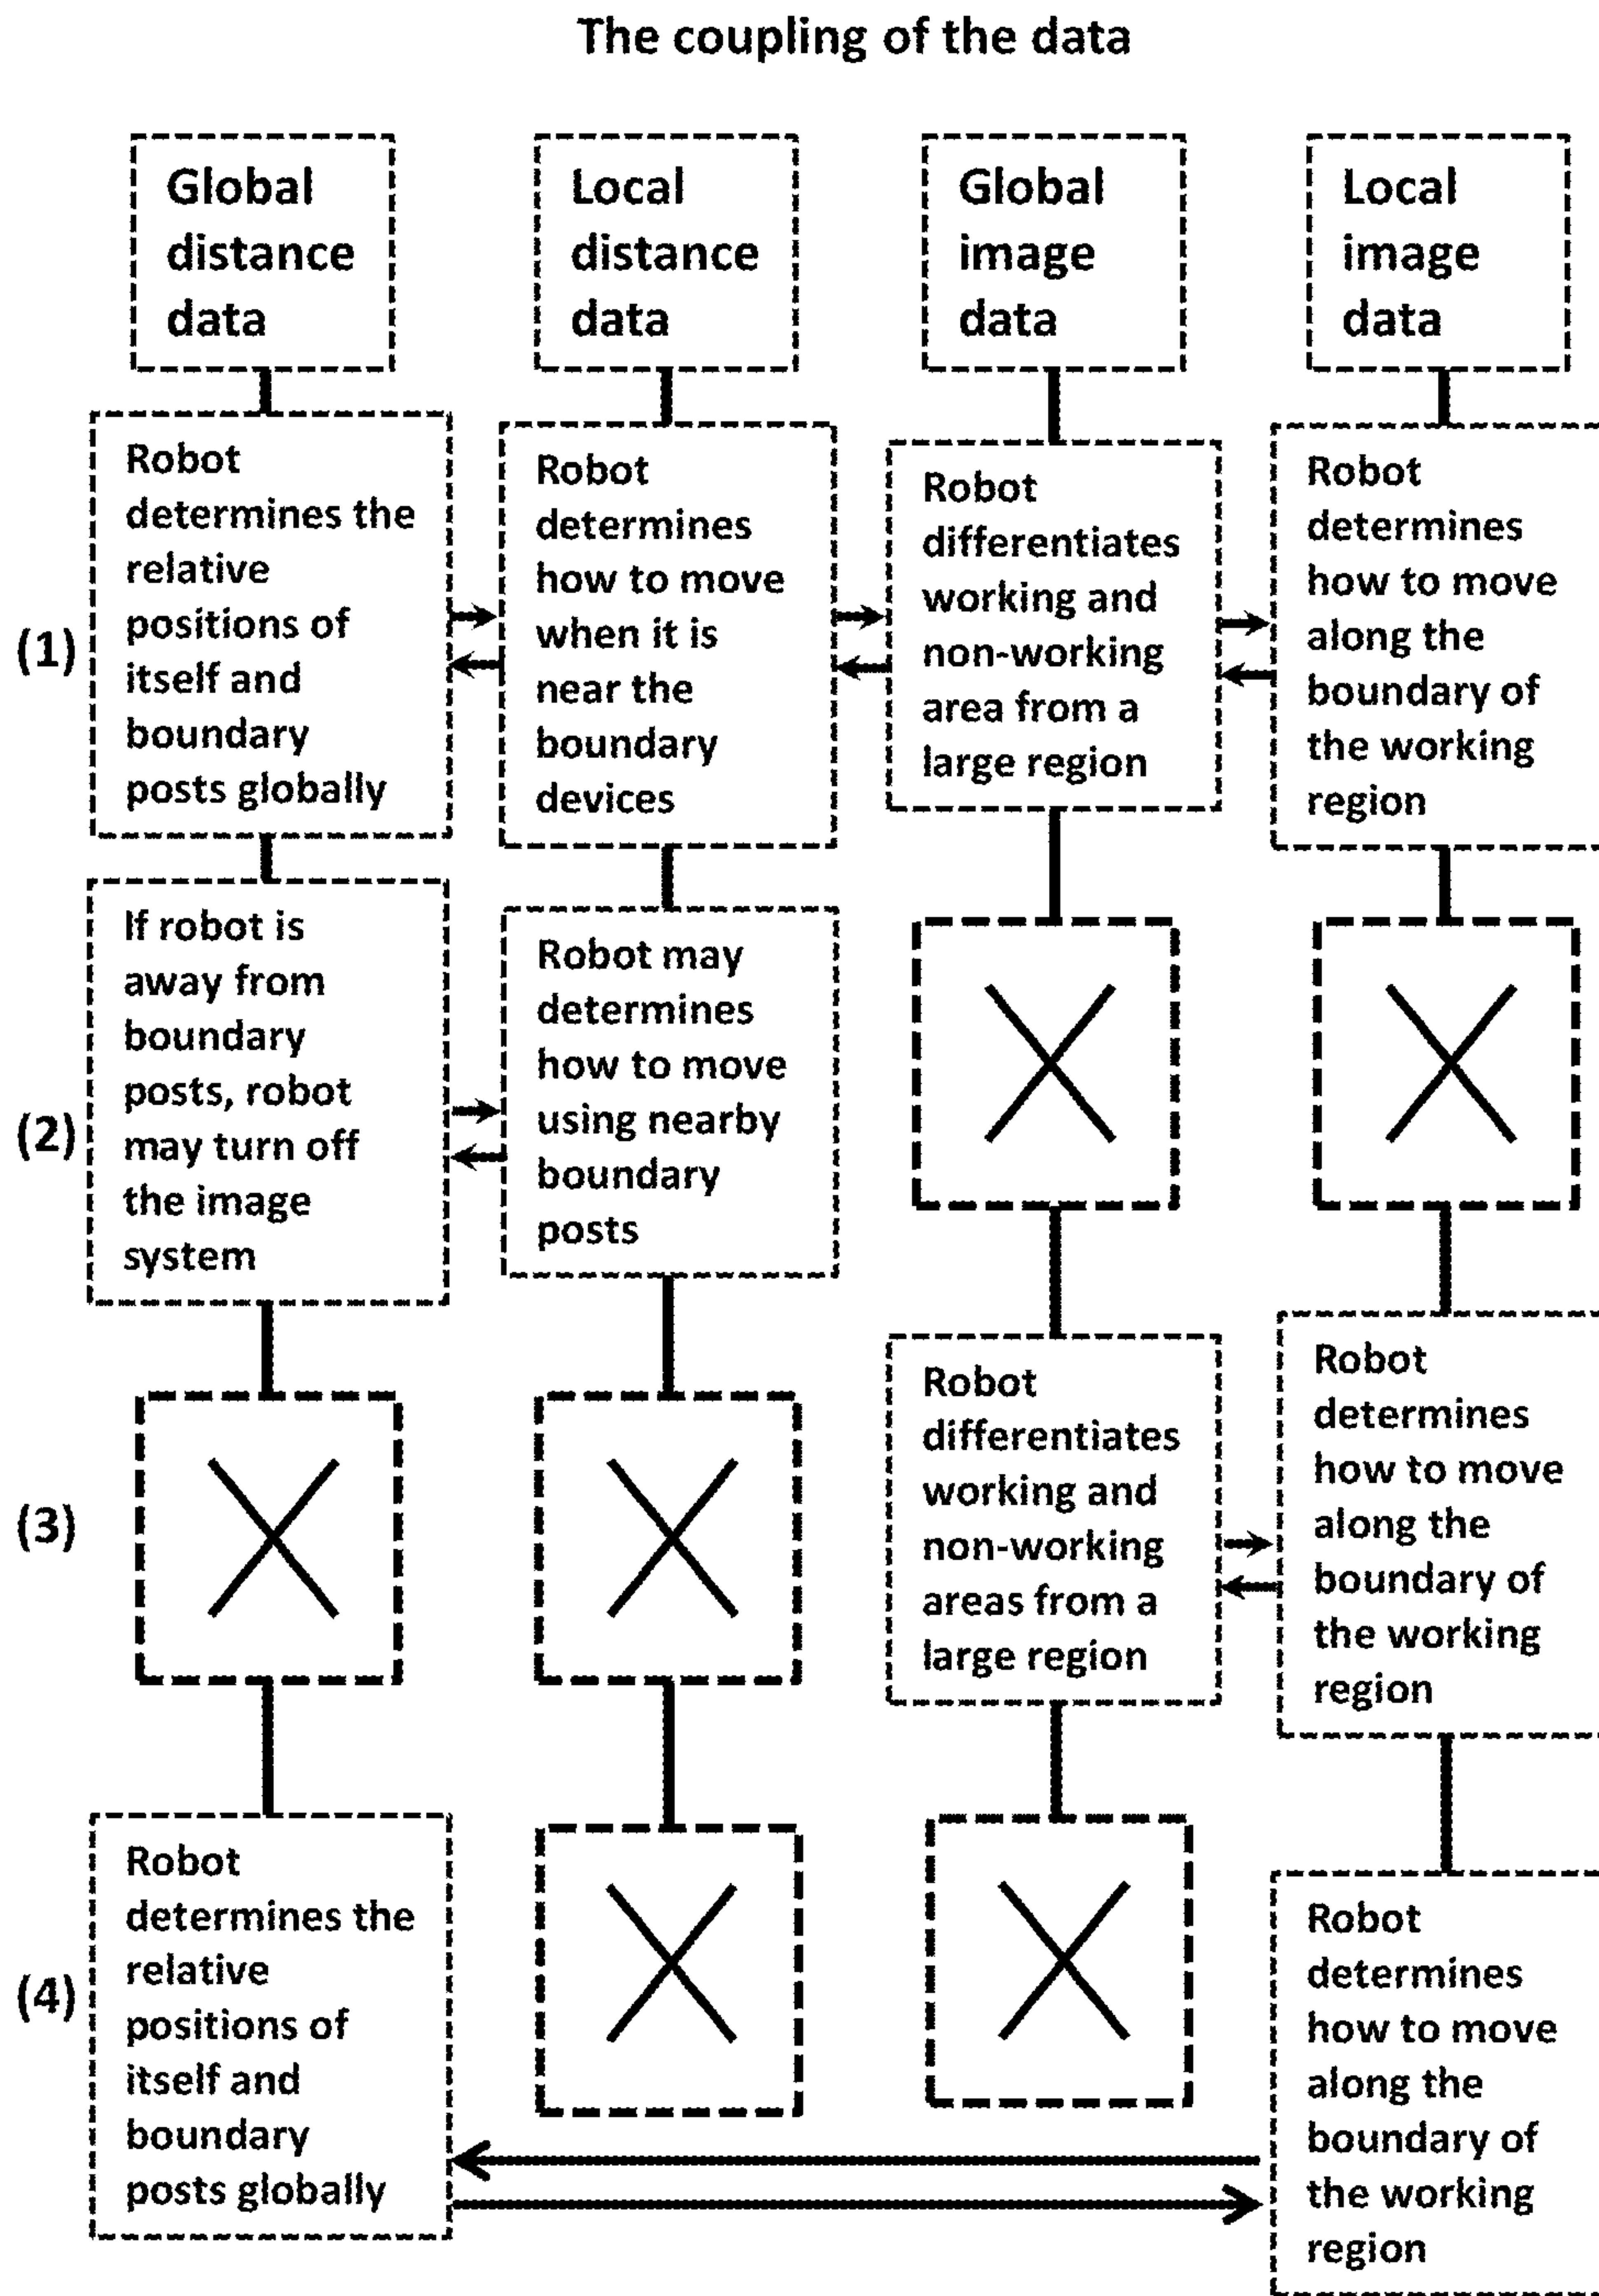 The coupling of the data
Global
distance
data
Local
distance
data
Global
image
data
Local
image
data
(1)
Robot
determines the
relative
positions of
itself and
boundary
posts globally
Robot
determines
how to move
when it is
near the
boundary
devices
Robot
differentiates
working and
non-working
area from a
large region
Robot
determines
how to move
along the
boundary of
the working
region
(2)
If robot is
away from
boundary
posts, robot
may turn off
the image
system
Robot may
determines
how to move
using nearby
boundary
posts
(3)
Robot
differentiates
working and
non-working
areas from a
large region
Robot
determines
how to move
along the
boundary of
the working
region
(4)
Robot
determines the
relative
positions of
itself and
boundary
posts globally
Robot
determines
how to move
along the
boundary of
the working
region